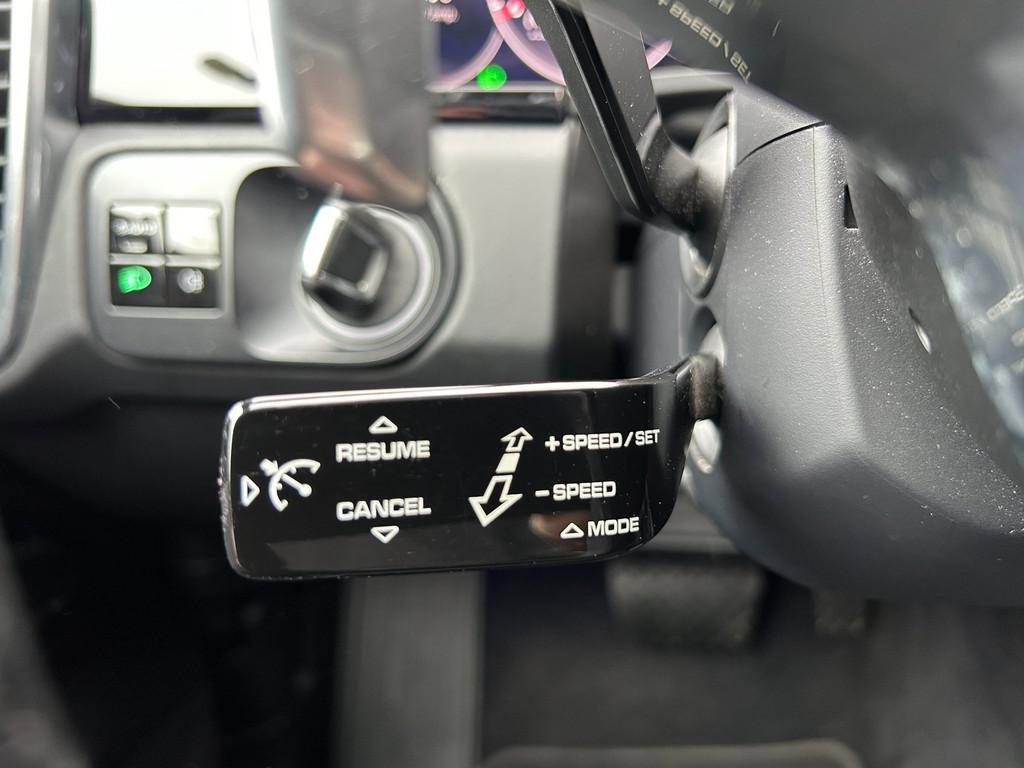 RESUME
+ SPEED / SET
CANCEL
- SPEED
MODE